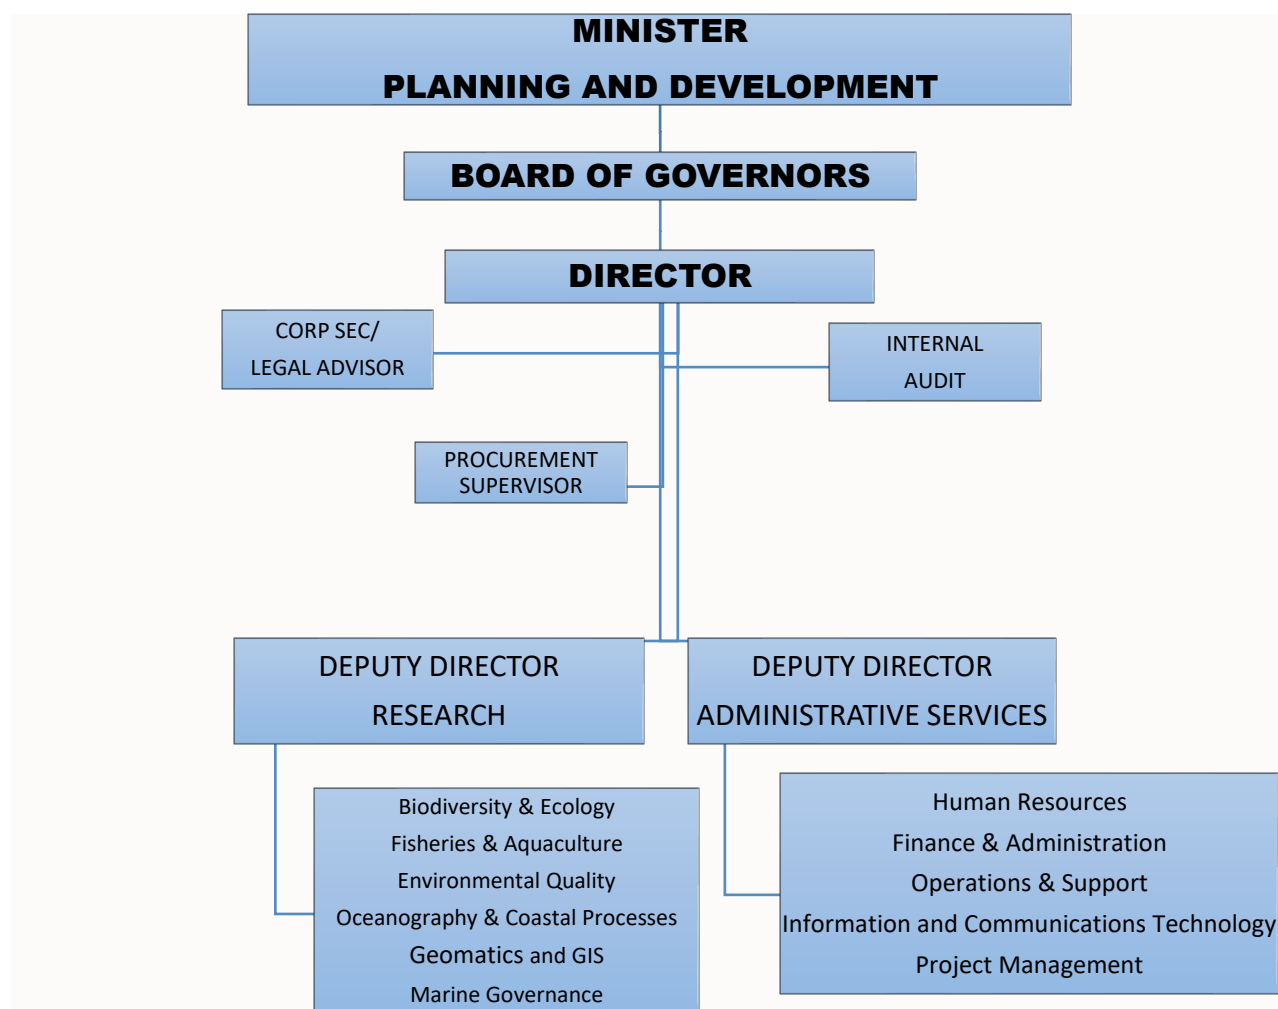 MINISTER
PLANNING AND DEVELOPMENT
BOARD OF GOVERNORS
DIRECTOR
CORP SEC/
LEGAL ADVISOR
INTERNAL
AUDIT
PROCUREMENT
SUPERVISOR
DEPUTY DIRECTOR
RESEARCH
DEPUTY DIRECTOR
ADMINISTRATIVE SERVICES
Biodiversity & Ecology
Fisheries & Aquaculture
Environmental Quality
Oceanography & Coastal Processes
Geomatics and GIS
Marine Governance
Human Resources
Finance & Administration
Operations & Support
Information and Communications Technology
Project Management